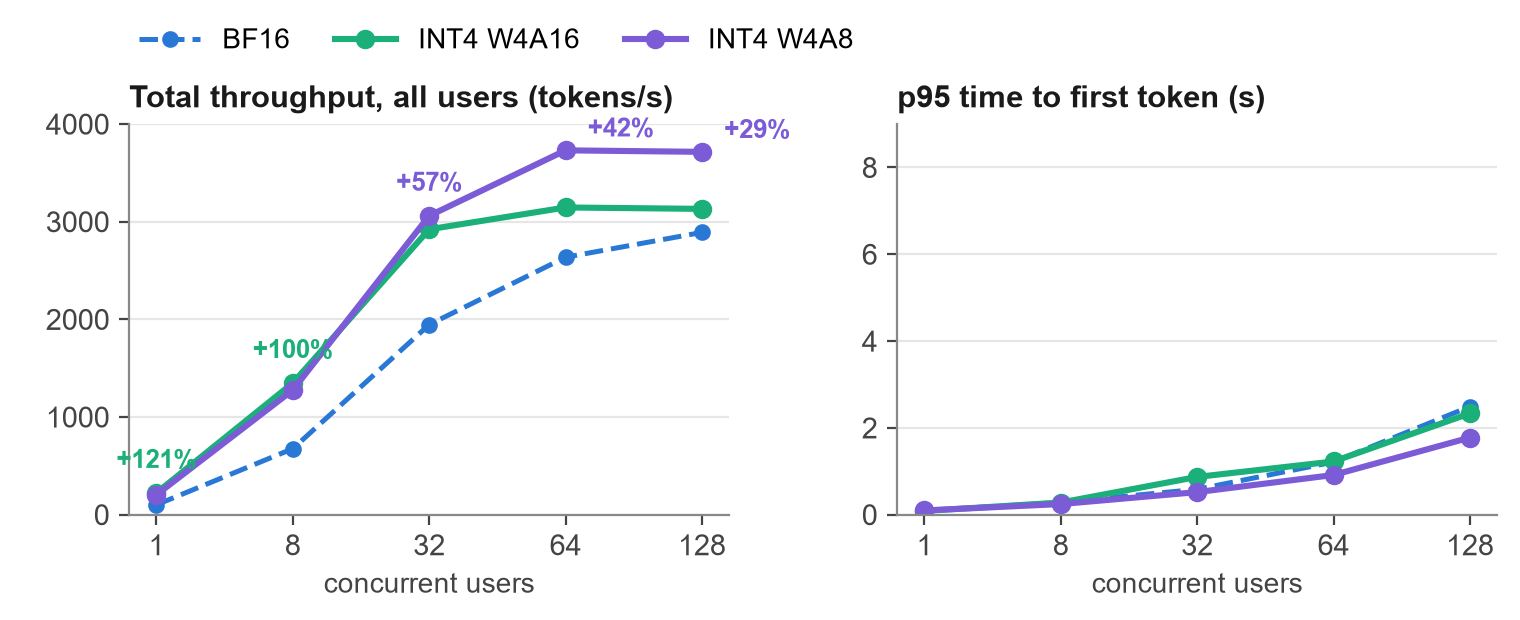 BF16 INT4 W4A16 INT4 W4A8
Total throughput, all users (tokens/s)
4000
3000
2000
1000
0
+121%
+100%
+57%
+42%
+29%
1 8 32 64 128
concurrent users
p95 time to first token (s)
8
6
4
2
0
1 8 32 64 128
concurrent users